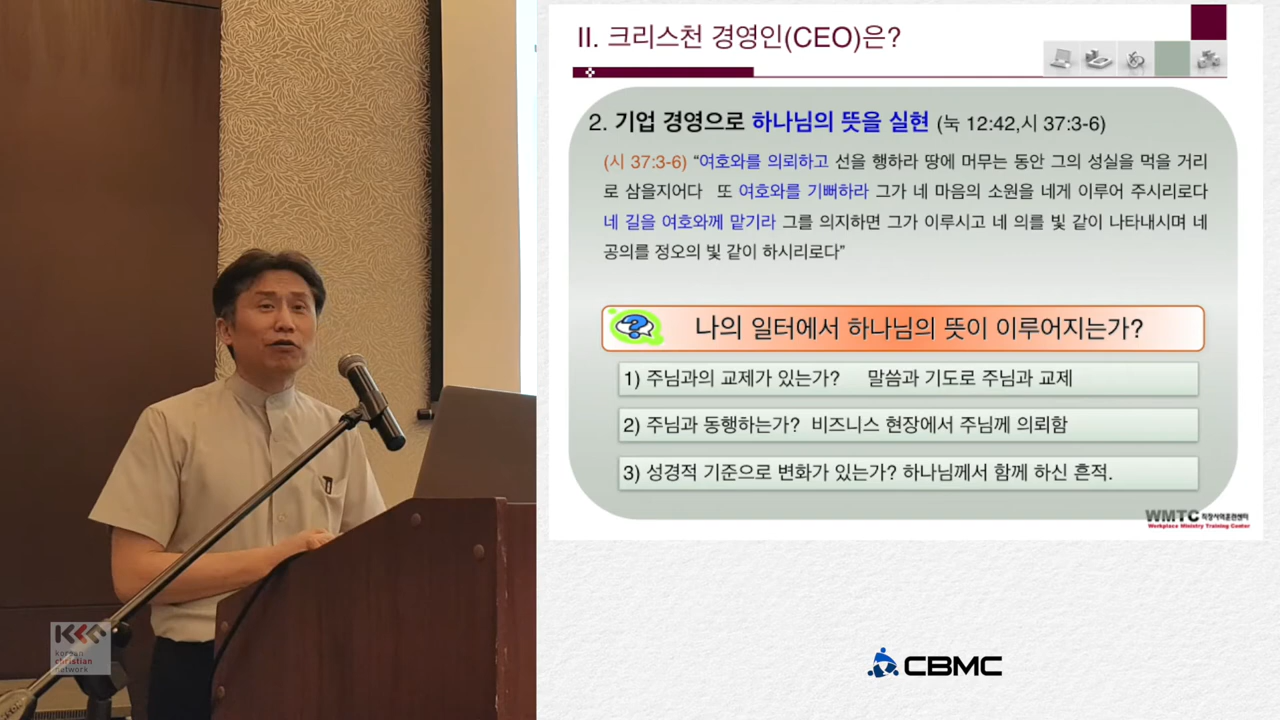 II. 크리스천 경영인(CEO)은?
2. 기업 경영으로 하나님의 뜻을 실현 (눅 12:42,시 37:3-6)
(시 37:3-6) “여호와를 의뢰하고 선을 행하라 땅에 머무는 동안 그의 성실을 먹을 거리
로 삼을지어다 또 여호와를 기뻐하라 그가 네 마음의 소원을 네게 이루어 주시리로다
네 길을 여호와께 맡기라 그를 의지하면 그가 이루시고 네 의를 빛 같이 나타내시며 네
공의를 정오의 빛 같이 하시리로다”
나의 일터에서 하나님의 뜻이 이루어지는가?
1) 주님과의 교제가 있는가? 말씀과 기도로 주님과 교제
2) 주님과 동행하는가? 비즈니스 현장에서 주님께 의뢰함
3) 성경적 기준으로 변화가 있는가? 하나님께서 함께 하신 흔적.
WMTC 직장사역훈련센터
Workplace Ministry Training Center
KCN
korean
christian
network
CBMC